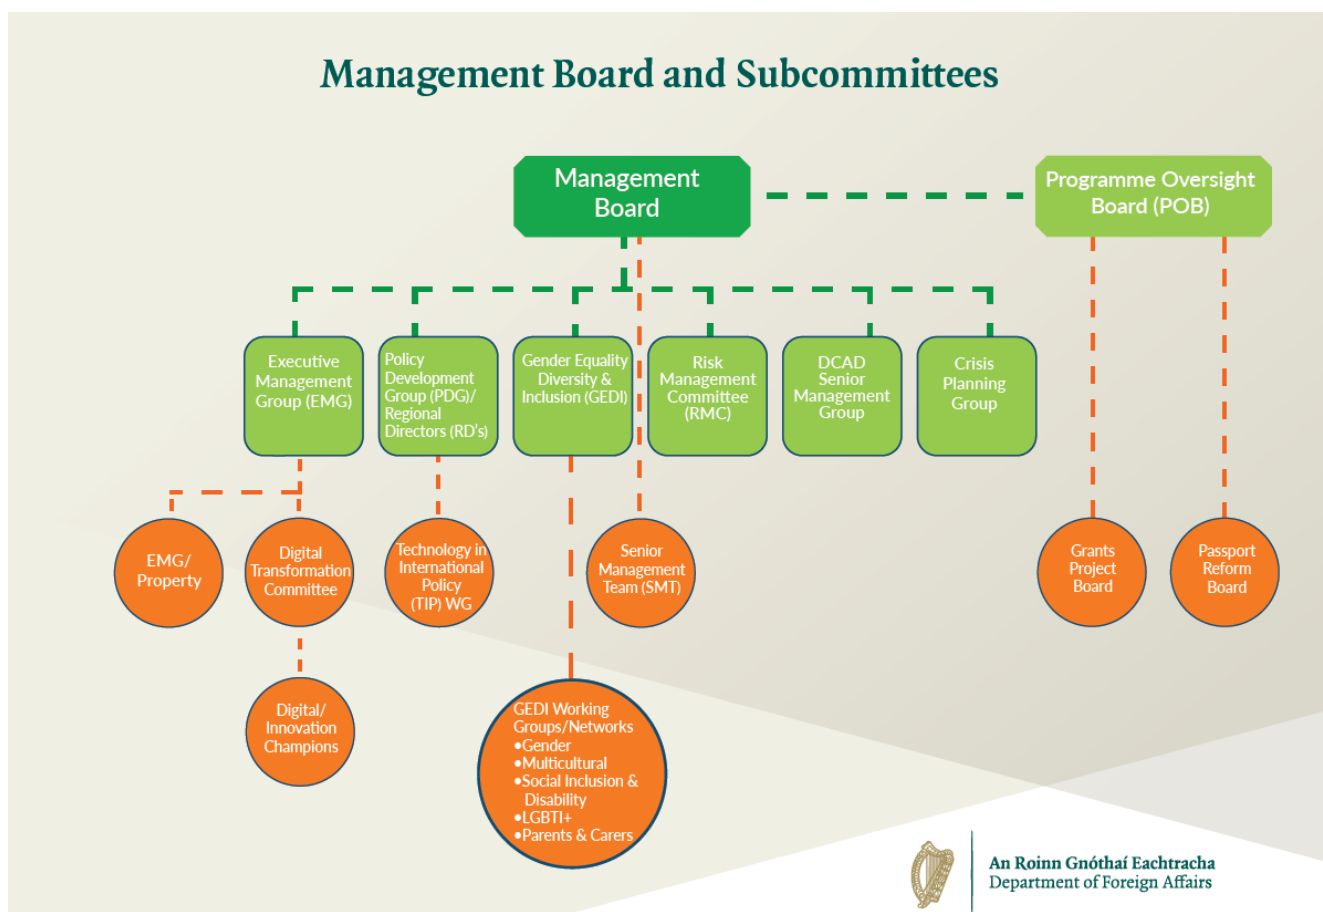 Management Board and Subcommittees
Management
Board
Programme Oversight
Board (POB)
Executive
Management
Group (EMG)
Policy
Development
Group (PDG)/
Regional
Directors (RD's)
Gender Equality
Diversity &
Inclusion (GEDI)
Risk
Management
Committee
(RMC)
DCAD
Senior
Management
Group
Crisis
Planning
Group
EMG/
Property
Digital
Transformation
Committee
Technology in
International
Policy
(TIP) WG
Senior
Management
Team (SMT)
Grants
Project
Board
Passport
Reform
Board
Digital/
Innovation
Champions
GEDI Working
Groups/Networks
•Gender
•Multicultural
•Social Inclusion &
Disability
•LGBTI+
•Parents & Carers
An Roinn Gnóthaí Eachtracha
Department of Foreign Affairs